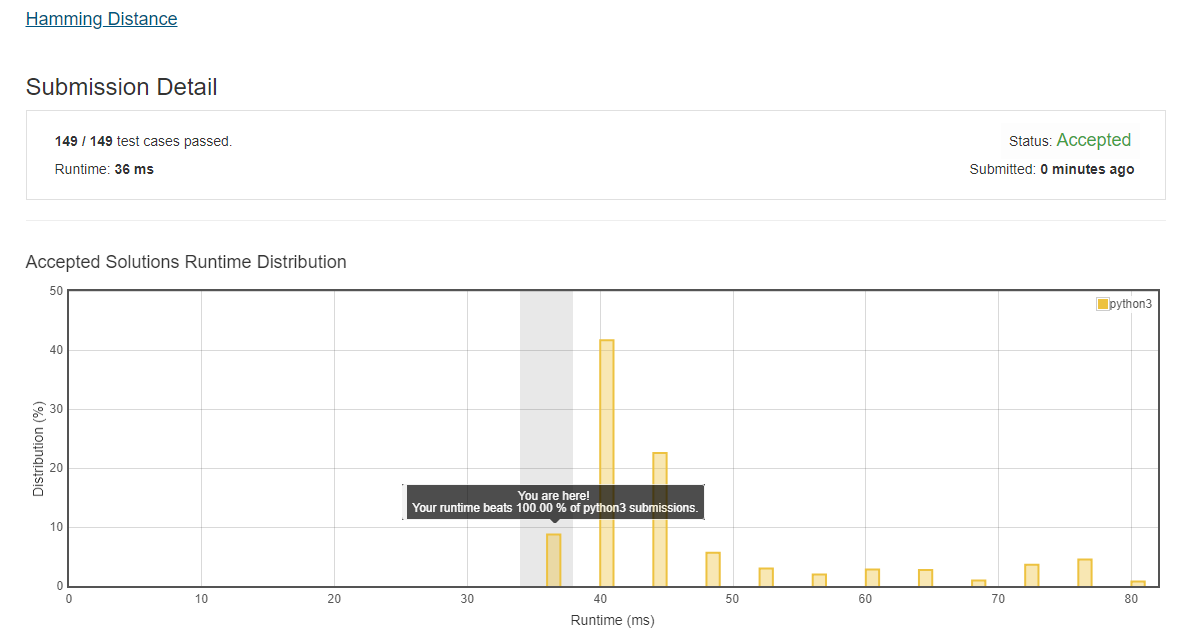 Hamming Distance
Submission Detail
149 / 149 test cases passed.
Status: Accepted
Runtime: 36 ms
Submitted: 0 minutes ago
Accepted Solutions Runtime Distribution
50
40
30
20
10
0
Distribution (%)
python3
You are here!
Your runtime beats 100.00 % of python3 submissions.
0 10 20 30 40 50 60 70 80
Runtime (ms)